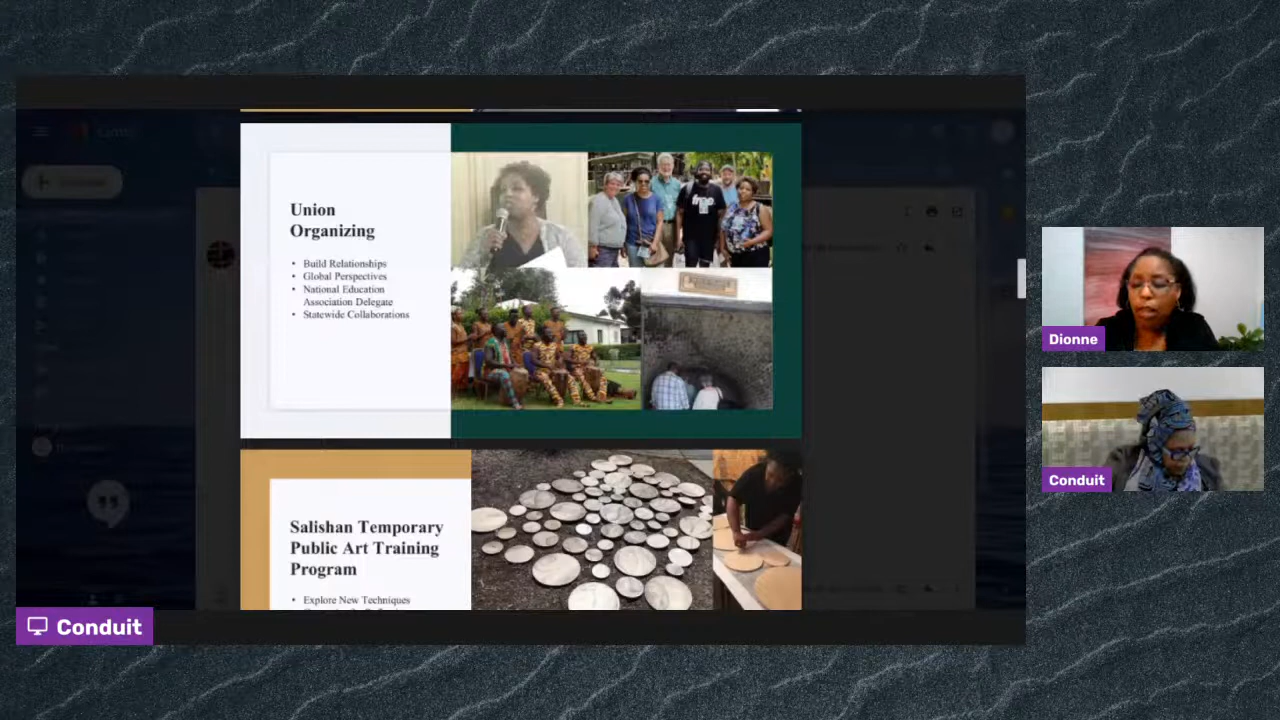 Union
Organizing
• Build Relationships
• Global Perspectives
• National Education
Association Delegate
• Statewide Collaborations
free
Salishan Temporary
Public Art Training
Program
• Explore New Techniques
Conduit
Dionne
Conduit